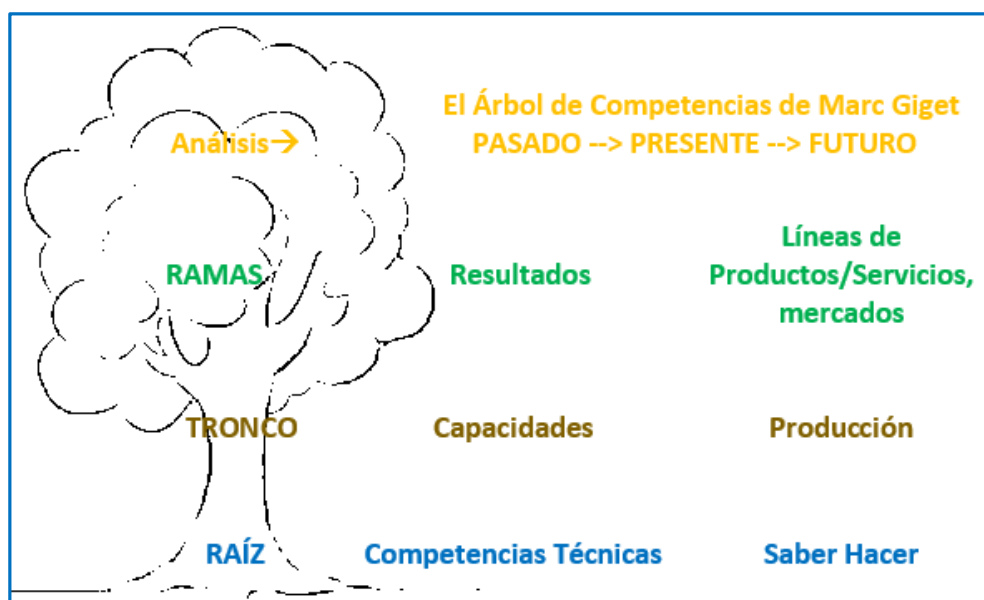 El Árbol de Competencias de Marc Giget
Análisis→ PASADO --> PRESENTE --> FUTURO
Líneas de
RAMAS Resultados Productos/Servicios,
mercados
TRONCO Capacidades Producción
RAÍZ Competencias Técnicas Saber Hacer